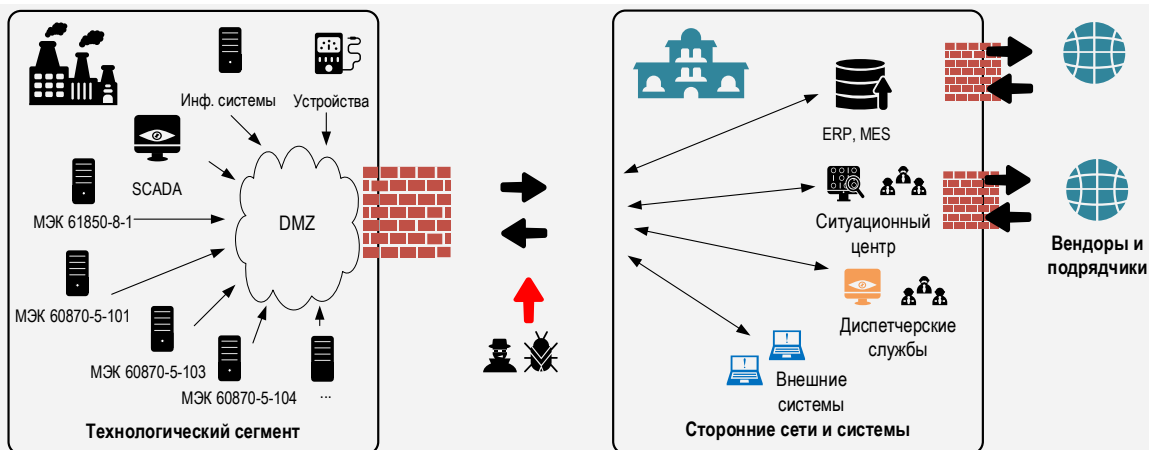 Инф. системы
Устройства
SCADA
МЭК 61850-8-1
DMZ
МЭК 60870-5-101
МЭК 60870-5-103
МЭК 60870-5-104
...
Технологический сегмент
ERP, MES
Ситуационный
центр
Диспетчерские
службы
Внешние
системы
Сторонние сети и системы
Вендоры и
подрядчики